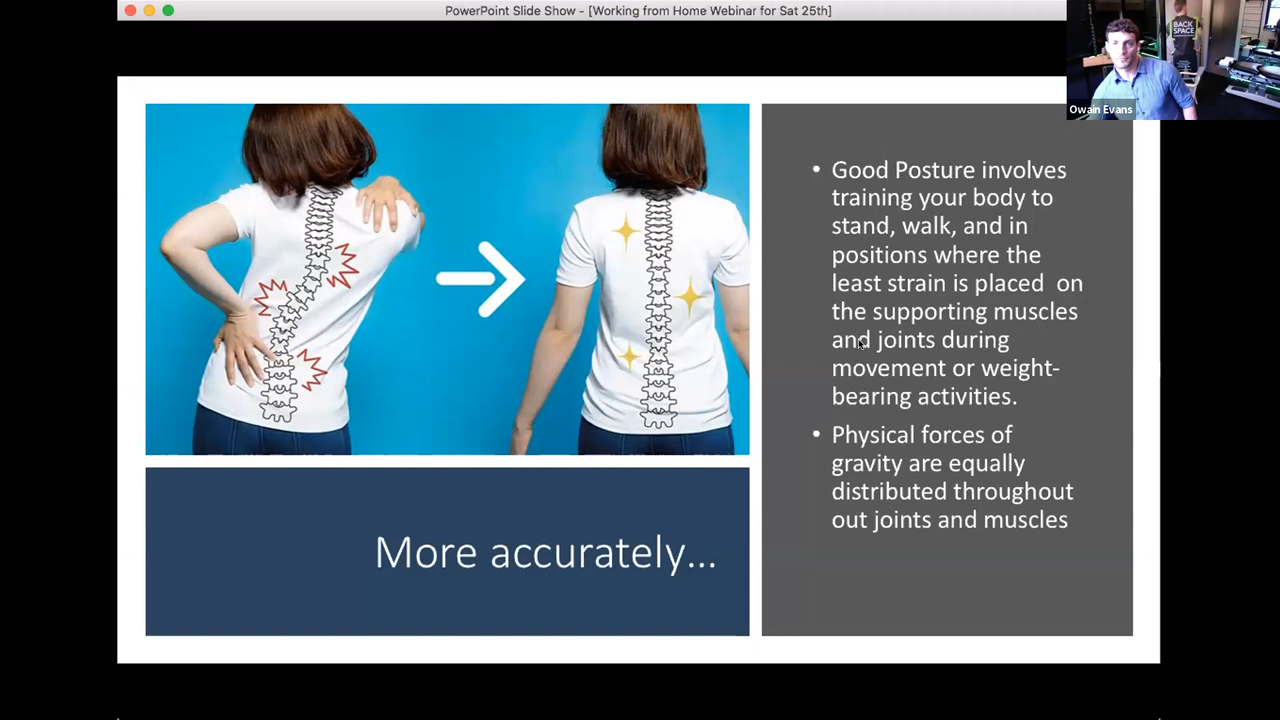 PowerPoint Slide Show - [Working from Home Webinar for Sat 25th]
BACK
SPACE
Owain Evans
• Good Posture involves
training your body to
stand, walk, and in
positions where the
least strain is placed  on
the supporting muscles
and joints during
movement or weight-
bearing activities.
• Physical forces of
gravity are equally
distributed throughout
out joints and muscles
More accurately...